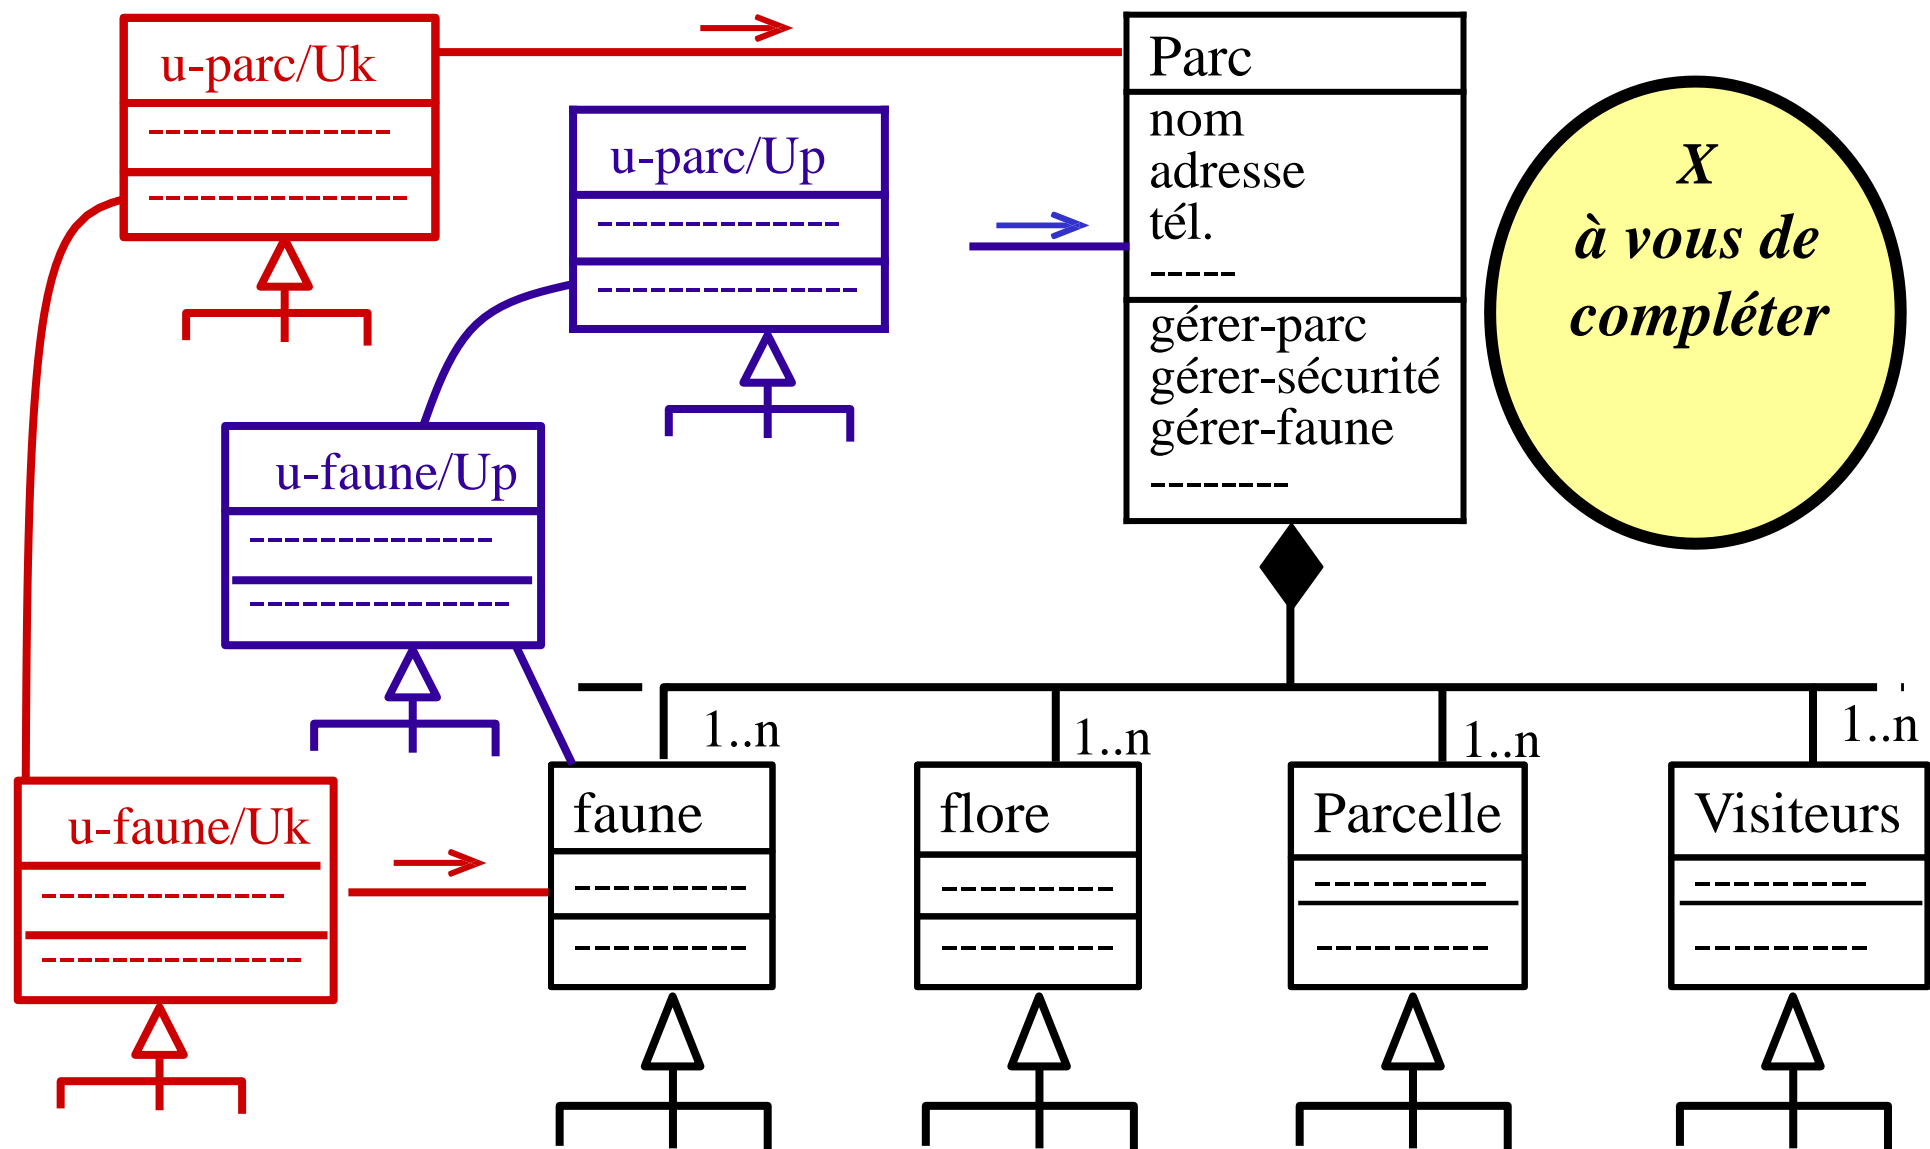 u-parc/Uk
u-parc/Up
Parc
nom
adresse
tél.
-----
gérer-parc
gérer-sécurité
gérer-faune
--------
X
à vous de
compléter
u-faune/Up
u-faune/Uk
1..n
1..n
1..n
1..n
faune
flore
Parcelle
Visiteurs